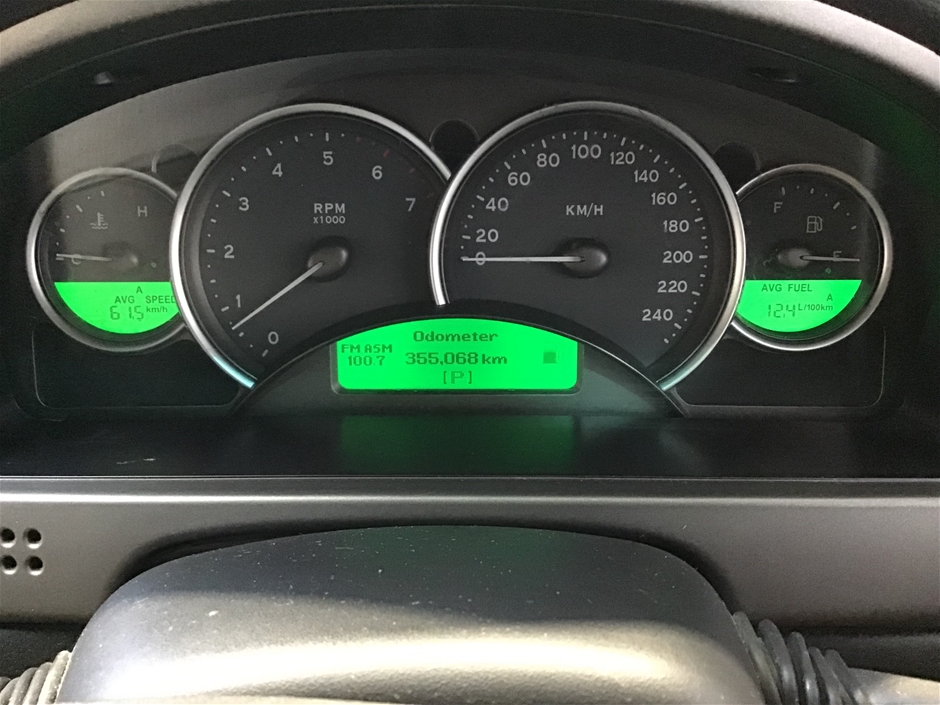 H
C
A
AVG SPEED
61.5 km/h
0
1
2
3
4
5
6
7
RPM
x1000
0
20
40
60
80
100
120
140
160
180
200
220
240
KM/H
F
E
AVG FUEL
A
12.4 L/100km
Odometer
FM ASM
100.7
355,068 km
[P]